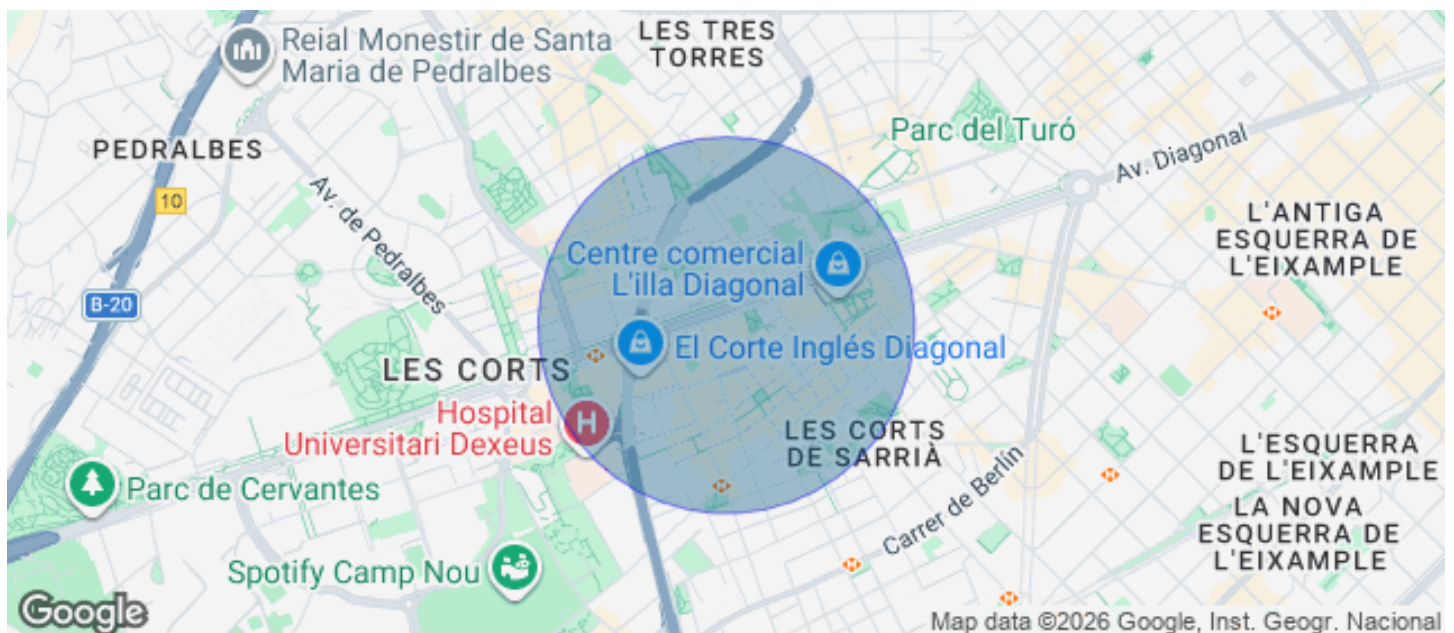 Reial Monestir de Santa
Maria de Pedralbes
LES TRES
TORRES
PEDRALBES
Parc del Turó
Av. Diagonal
10
Av. de Pedralbes
L'ANTIGA
ESQUERRA DE
L'EIXAMPLE
Centre comercial
L'illa Diagonal
B-20
El Corte Inglés Diagonal
LES CORTS
Hospital
Universitari Dexeus
H
LES CORTS
DE SARRIÀ
L'ESQUERRA
DE L'EIXAMPLE
Parc de Cervantes
Carrer de Berlín
LA NOVA
ESQUERRA DE
L'EIXAMPLE
Spotify Camp Nou
Google
Map data ©2026 Google, Inst. Geogr. Nacional